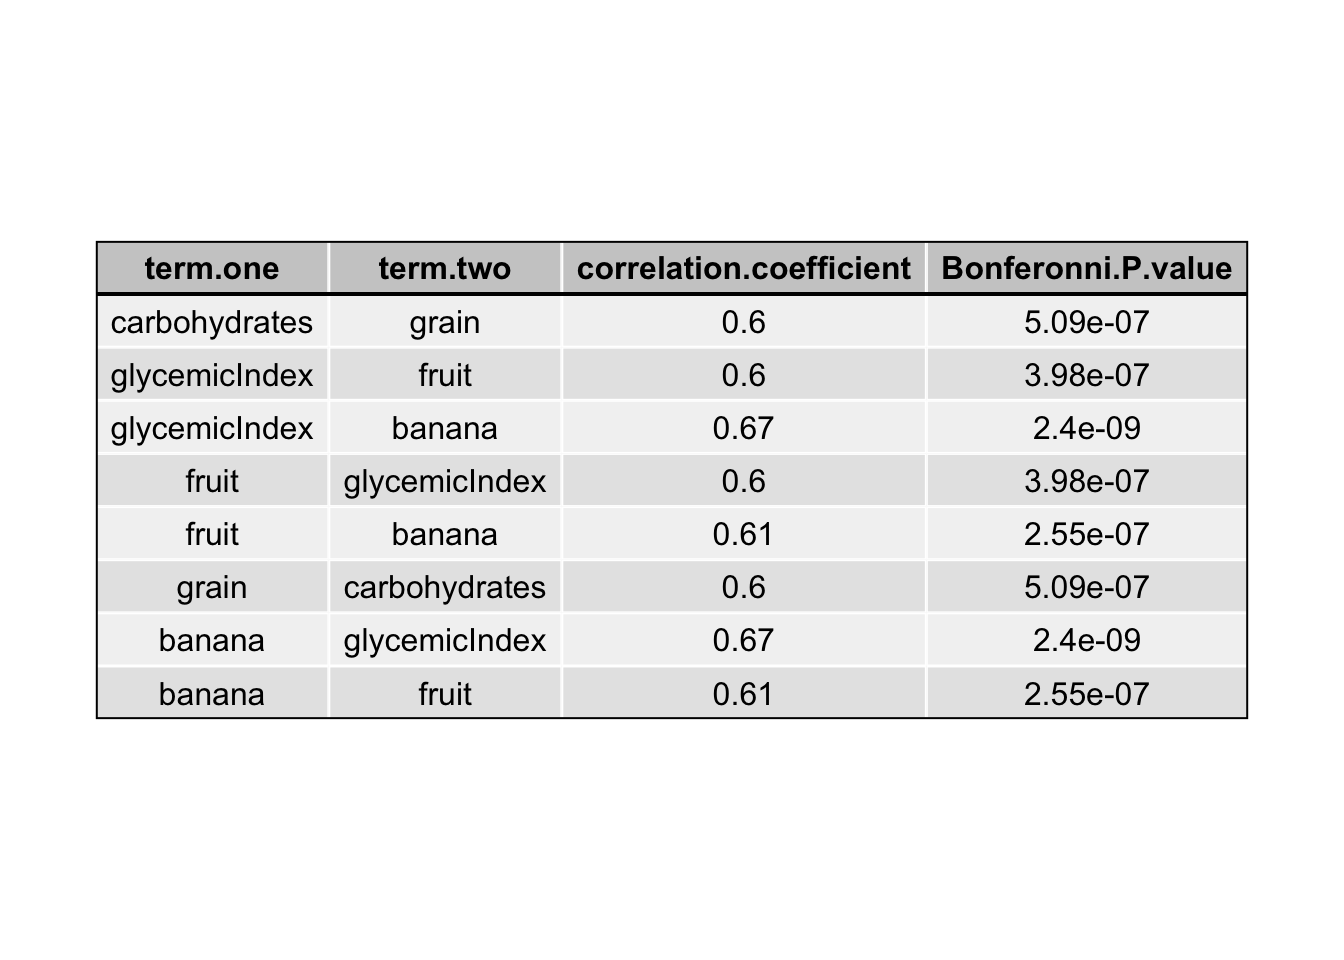 term.one term.two correlation.coefficient Bonferonni.P.value
carbohydrates grain 0.6 5.09e-07
glycemicIndex fruit 0.6 3.98e-07
glycemicIndex banana 0.67 2.4e-09
fruit glycemicIndex 0.6 3.98e-07
fruit banana 0.61 2.55e-07
grain carbohydrates 0.6 5.09e-07
banana glycemicIndex 0.67 2.4e-09
banana fruit 0.61 2.55e-07